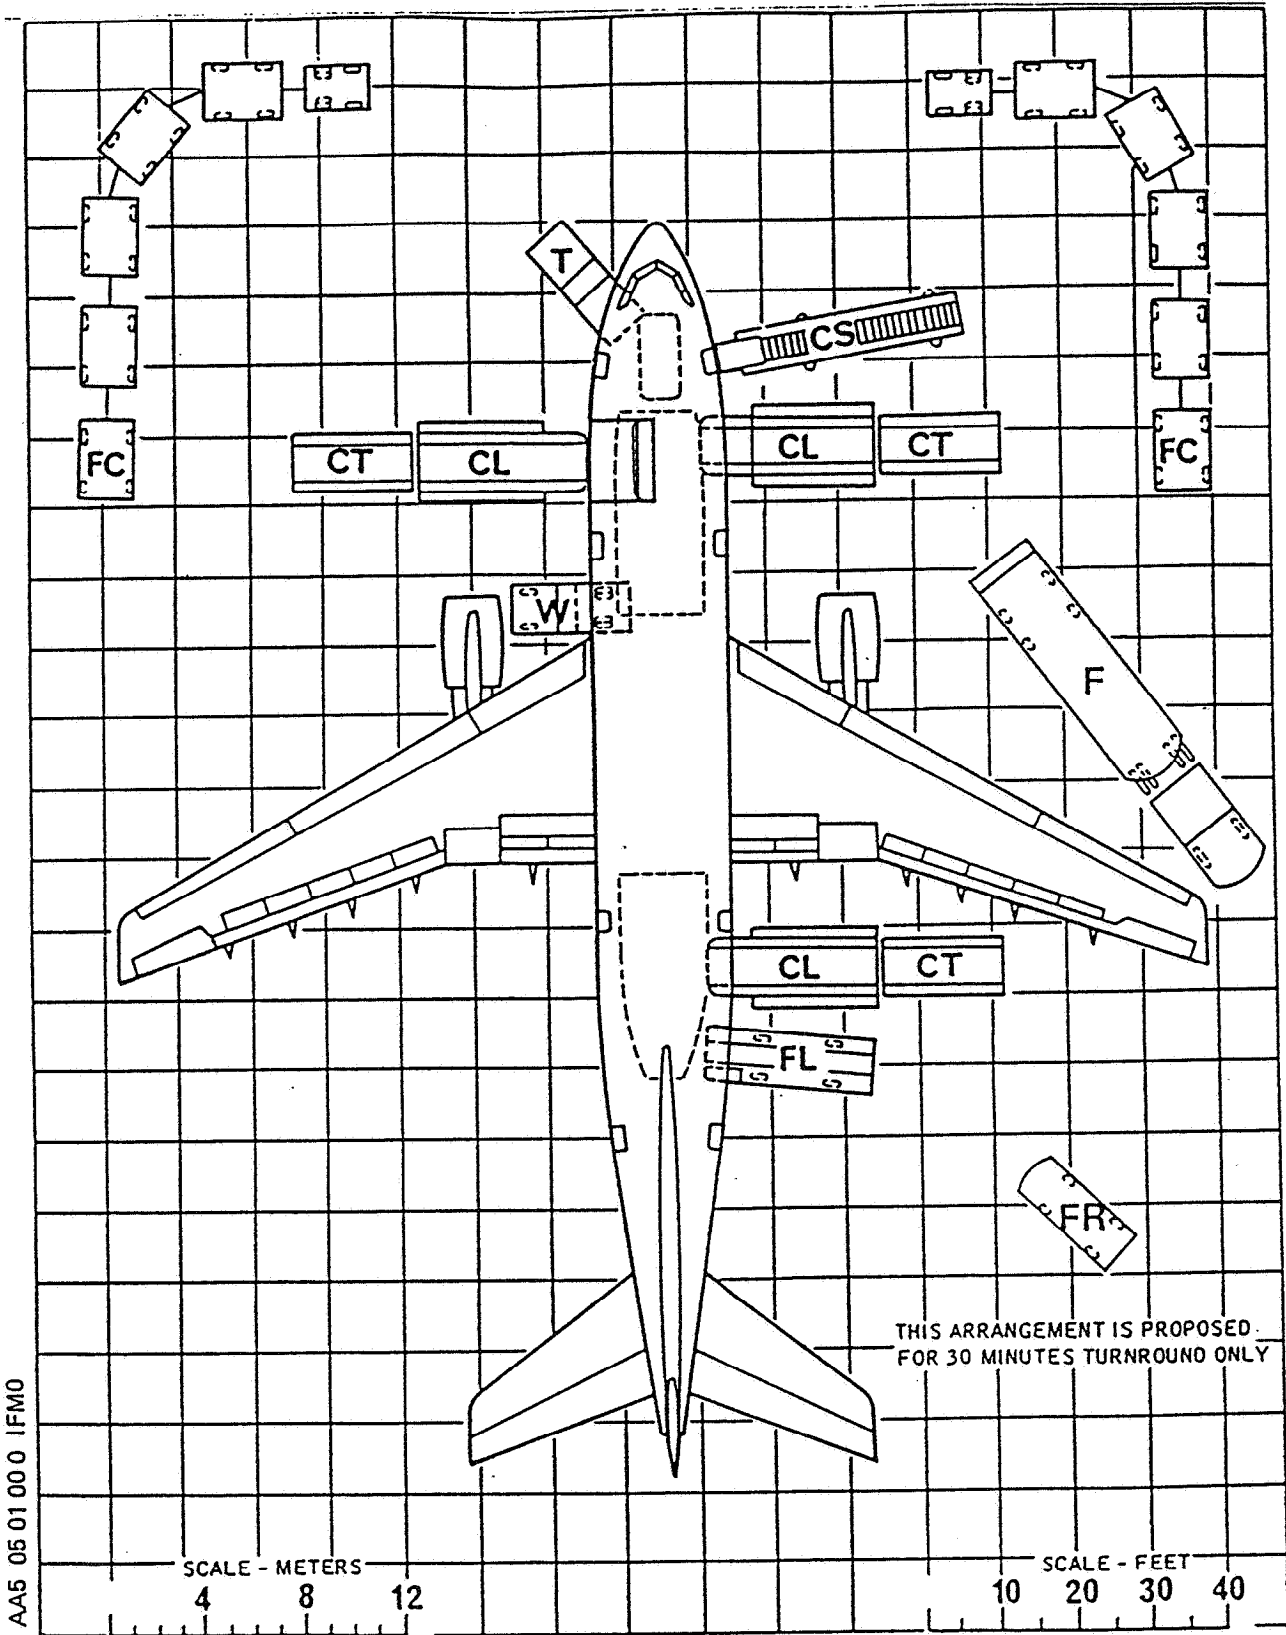 T
CS
CT
CL
CL
CT
FC
FC
W
F
CL
CT
FL
FR
THIS ARRANGEMENT IS PROPOSED.
FOR 30 MINUTES TURNROUND ONLY
AA5 05 01 00 0 IFM0
SCALE - METERS
4 8 12
SCALE - FEET
10 20 30 40